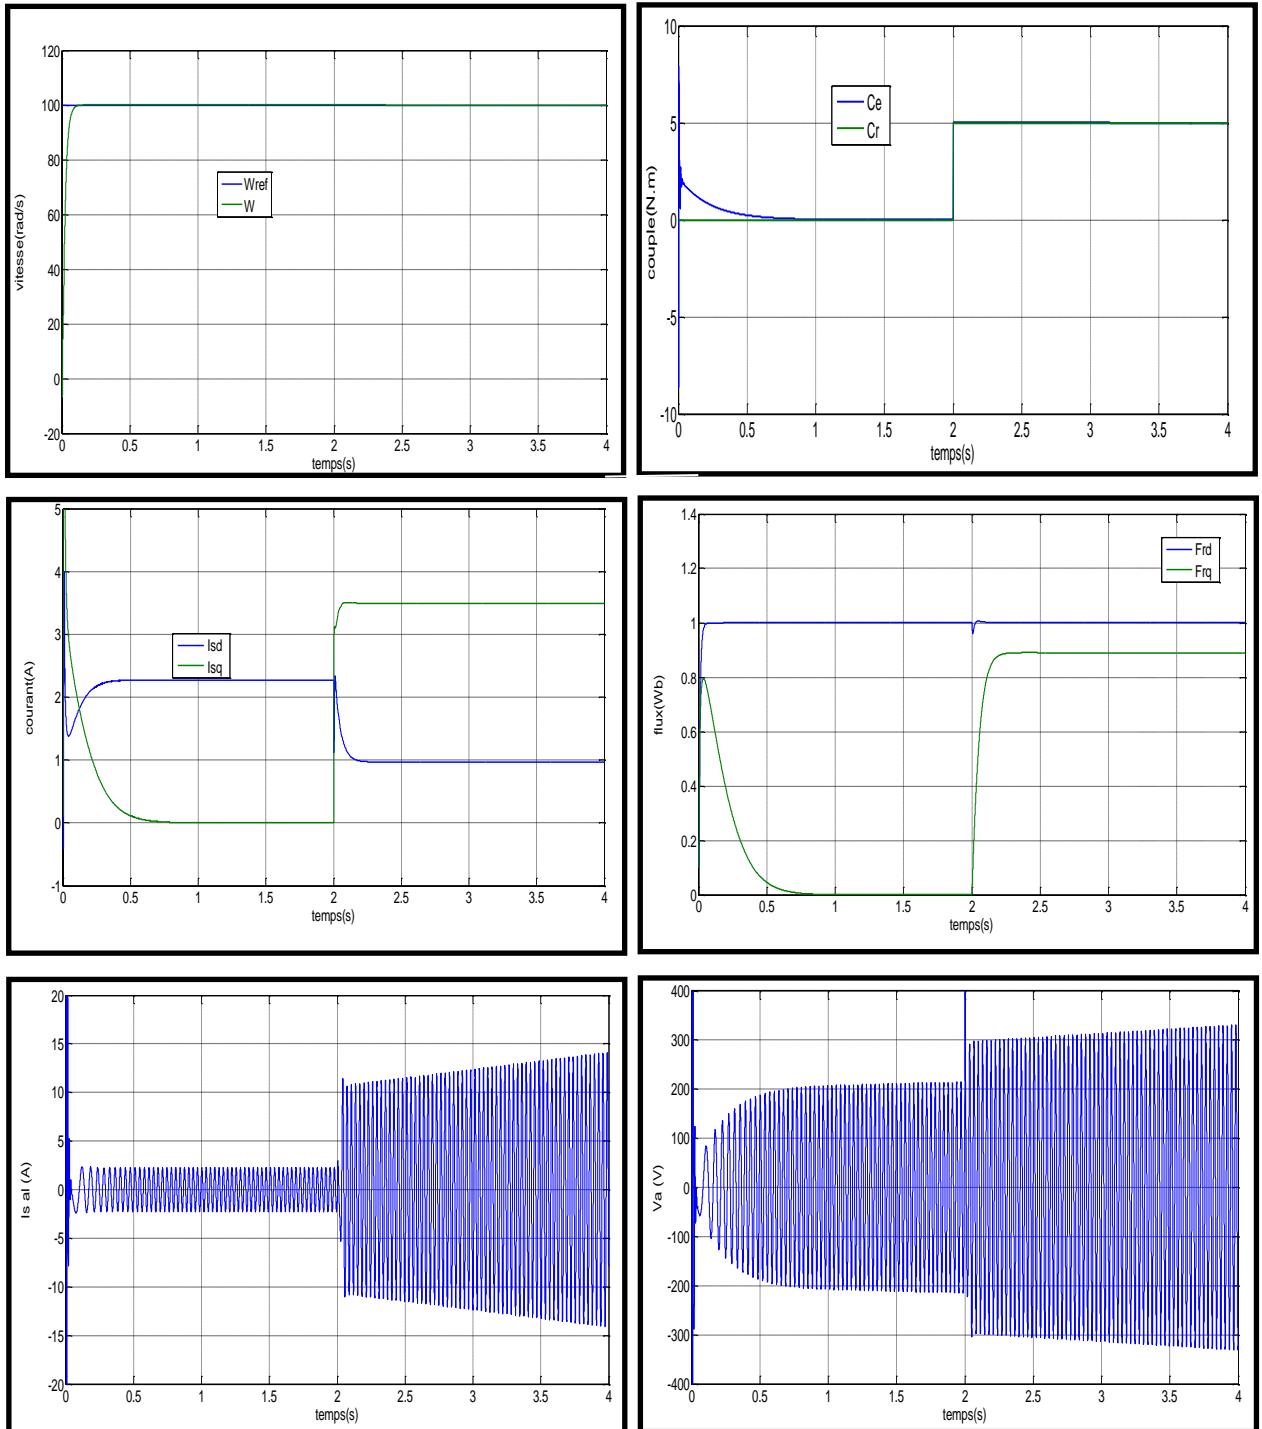 120
100
80
60
40
20
0
-20
vitesse(rad/s)
Wref
W
0 0.5 1 1.5 2 2.5 3 3.5 4
temps(s)
10
5
0
-5
-10
couple(N.m)
Ce
Cr
0 0.5 1 1.5 2 2.5 3 3.5 4
temps(s)
5
4
3
2
1
0
-1
courant(A)
Isd
Isq
0 0.5 1 1.5 2 2.5 3 3.5 4
temps(s)
1.4
1.2
1
0.8
0.6
0.4
0.2
0
flux(Wb)
Frd
Frq
0 0.5 1 1.5 2 2.5 3 3.5 4
temps(s)
20
15
10
5
0
-5
-10
-15
-20
Is al (A)
0 0.5 1 1.5 2 2.5 3 3.5 4
temps(s)
400
300
200
100
0
-100
-200
-300
-400
Va (V)
0 0.5 1 1.5 2 2.5 3 3.5 4
temps(s)